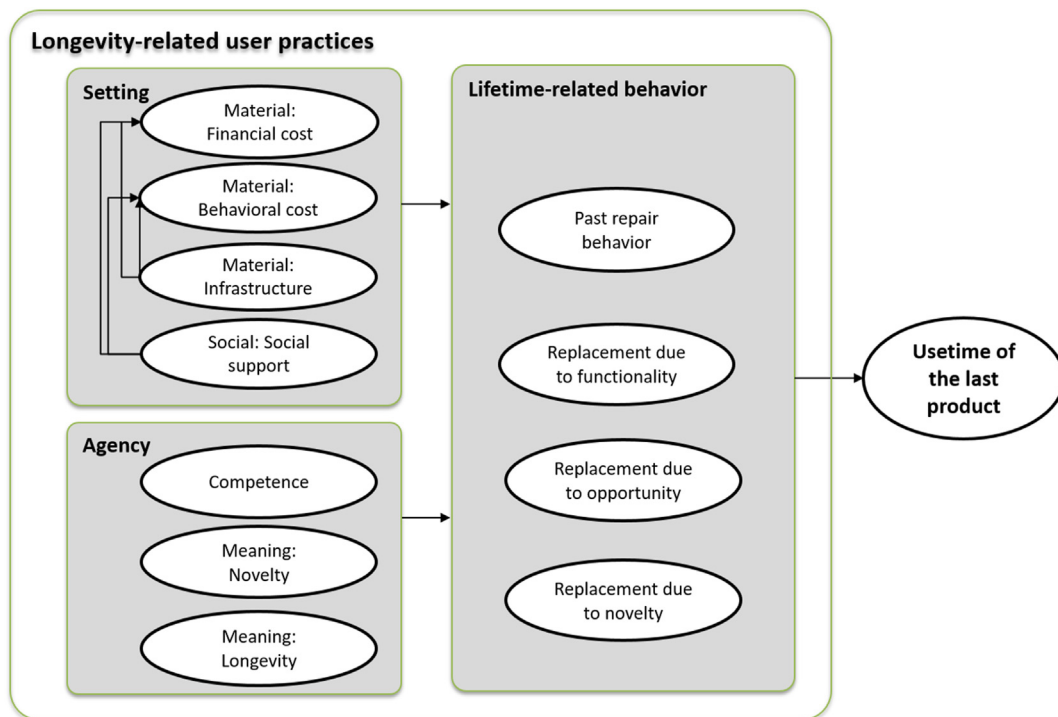 Longevity-related user practices
Setting
Material:
Financial cost
Material:
Behavioral cost
Material:
Infrastructure
Social: Social
support
Agency
Competence
Meaning:
Novelty
Meaning:
Longevity
Lifetime-related behavior
Past repair
behavior
Replacement due
to functionality
Replacement due
to opportunity
Replacement due
to novelty
Usetime of
the last
product